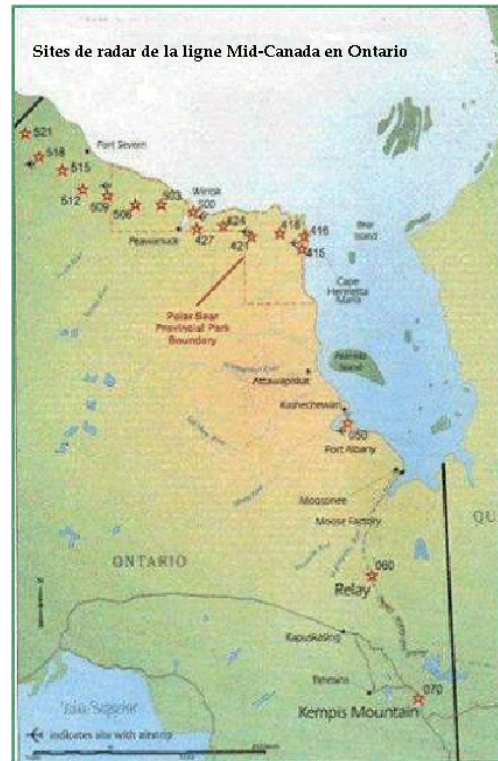 Sites de radar de la ligne Mid-Canada en Ontario
521
518
515
Fort Severn
512
509
506
503
Winisk
500
Peawanuck
427
424
421
418
416
415
Bear
Island
Cape
Henrietta
Maria
Polar Bear
Provincial Park
Boundary
Akimiski
Island
Attawapiskat
Kashechewan
050
Fort Albany
Moosonee
Moose Factory
QU
ONTARIO
060
Relay
Kapuskasing
Timmins
070
Kempis Mountain
Lake Superior
indicates site with airstrip